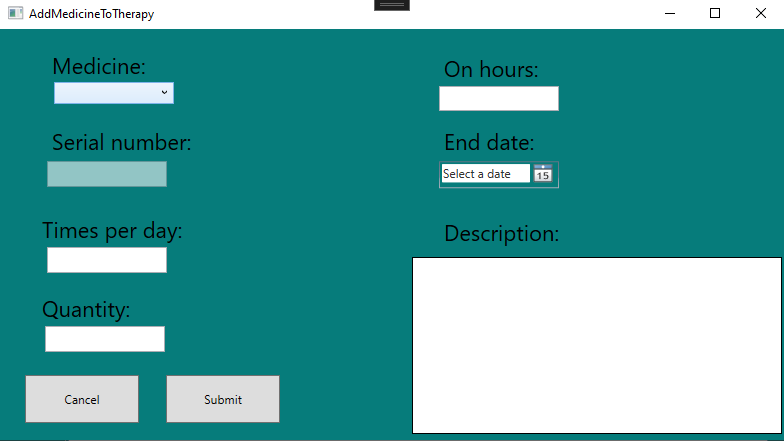 AddMedicineToTherapy
Medicine:
On hours:
Serial number:
End date:
Select a date
15
Times per day:
Description:
Quantity:
Cancel
Submit